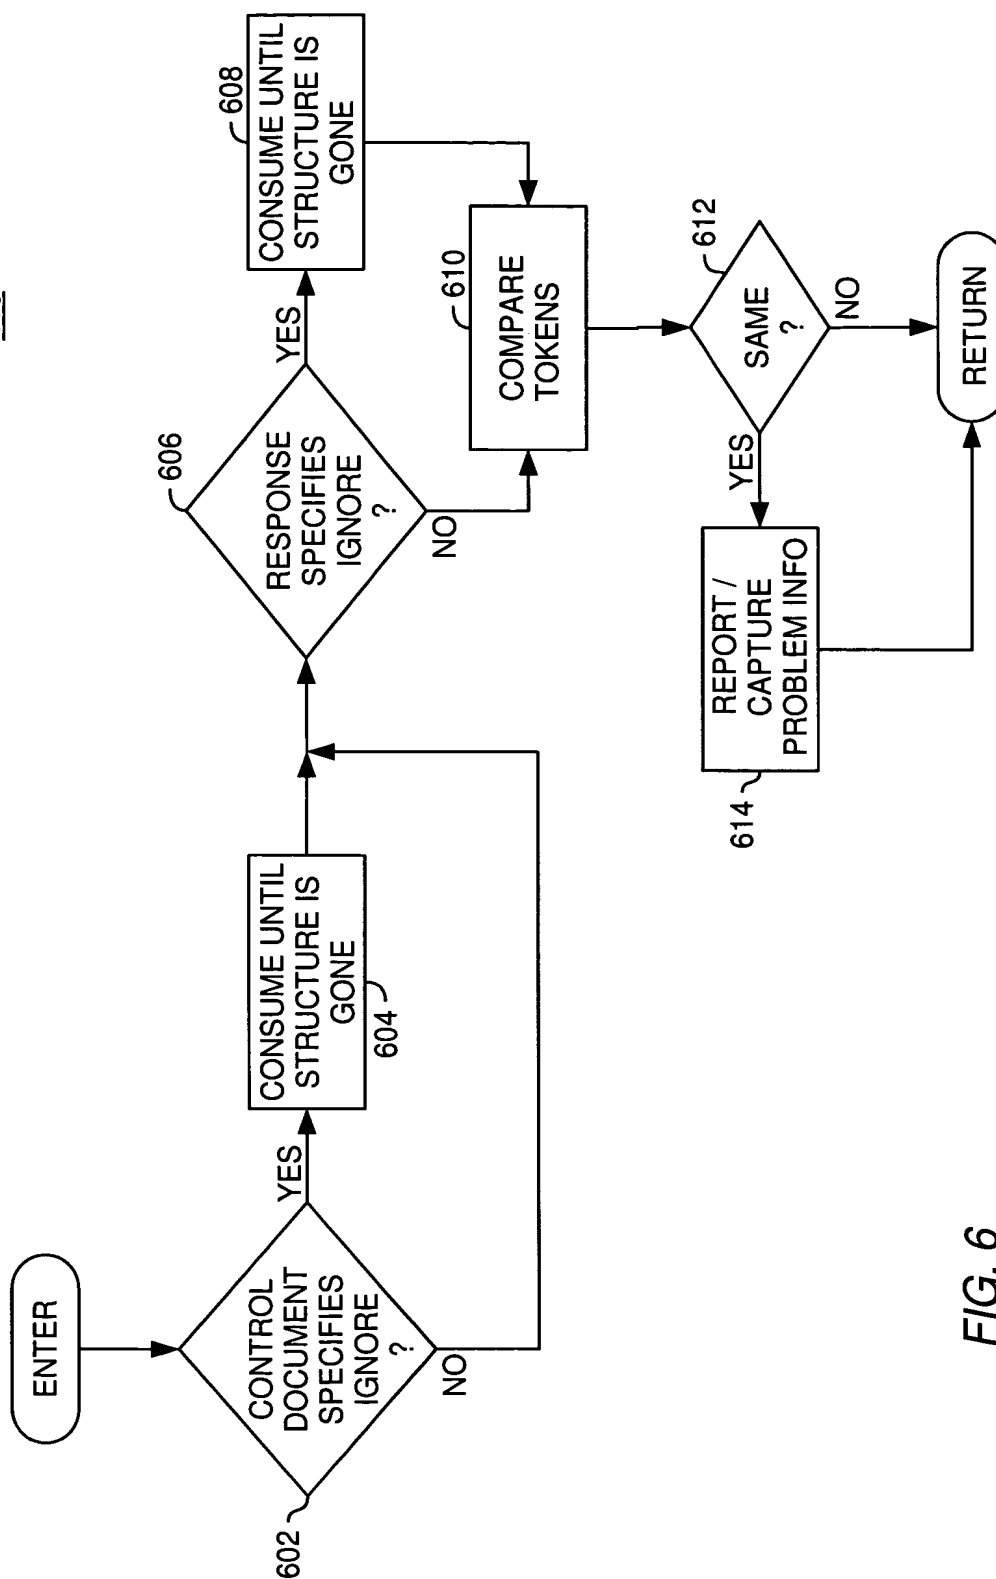 ENTER
602
CONTROL
DOCUMENT
SPECIFIES
IGNORE
?
YES
NO
CONSUME UNTIL
STRUCTURE IS
GONE
604
606
RESPONSE
SPECIFIES
IGNORE
?
YES
NO
608
CONSUME UNTIL
STRUCTURE IS
GONE
610
COMPARE
TOKENS
612
SAME
?
YES
NO
614
REPORT /
CAPTURE
PROBLEM INFO
RETURN
FIG. 6